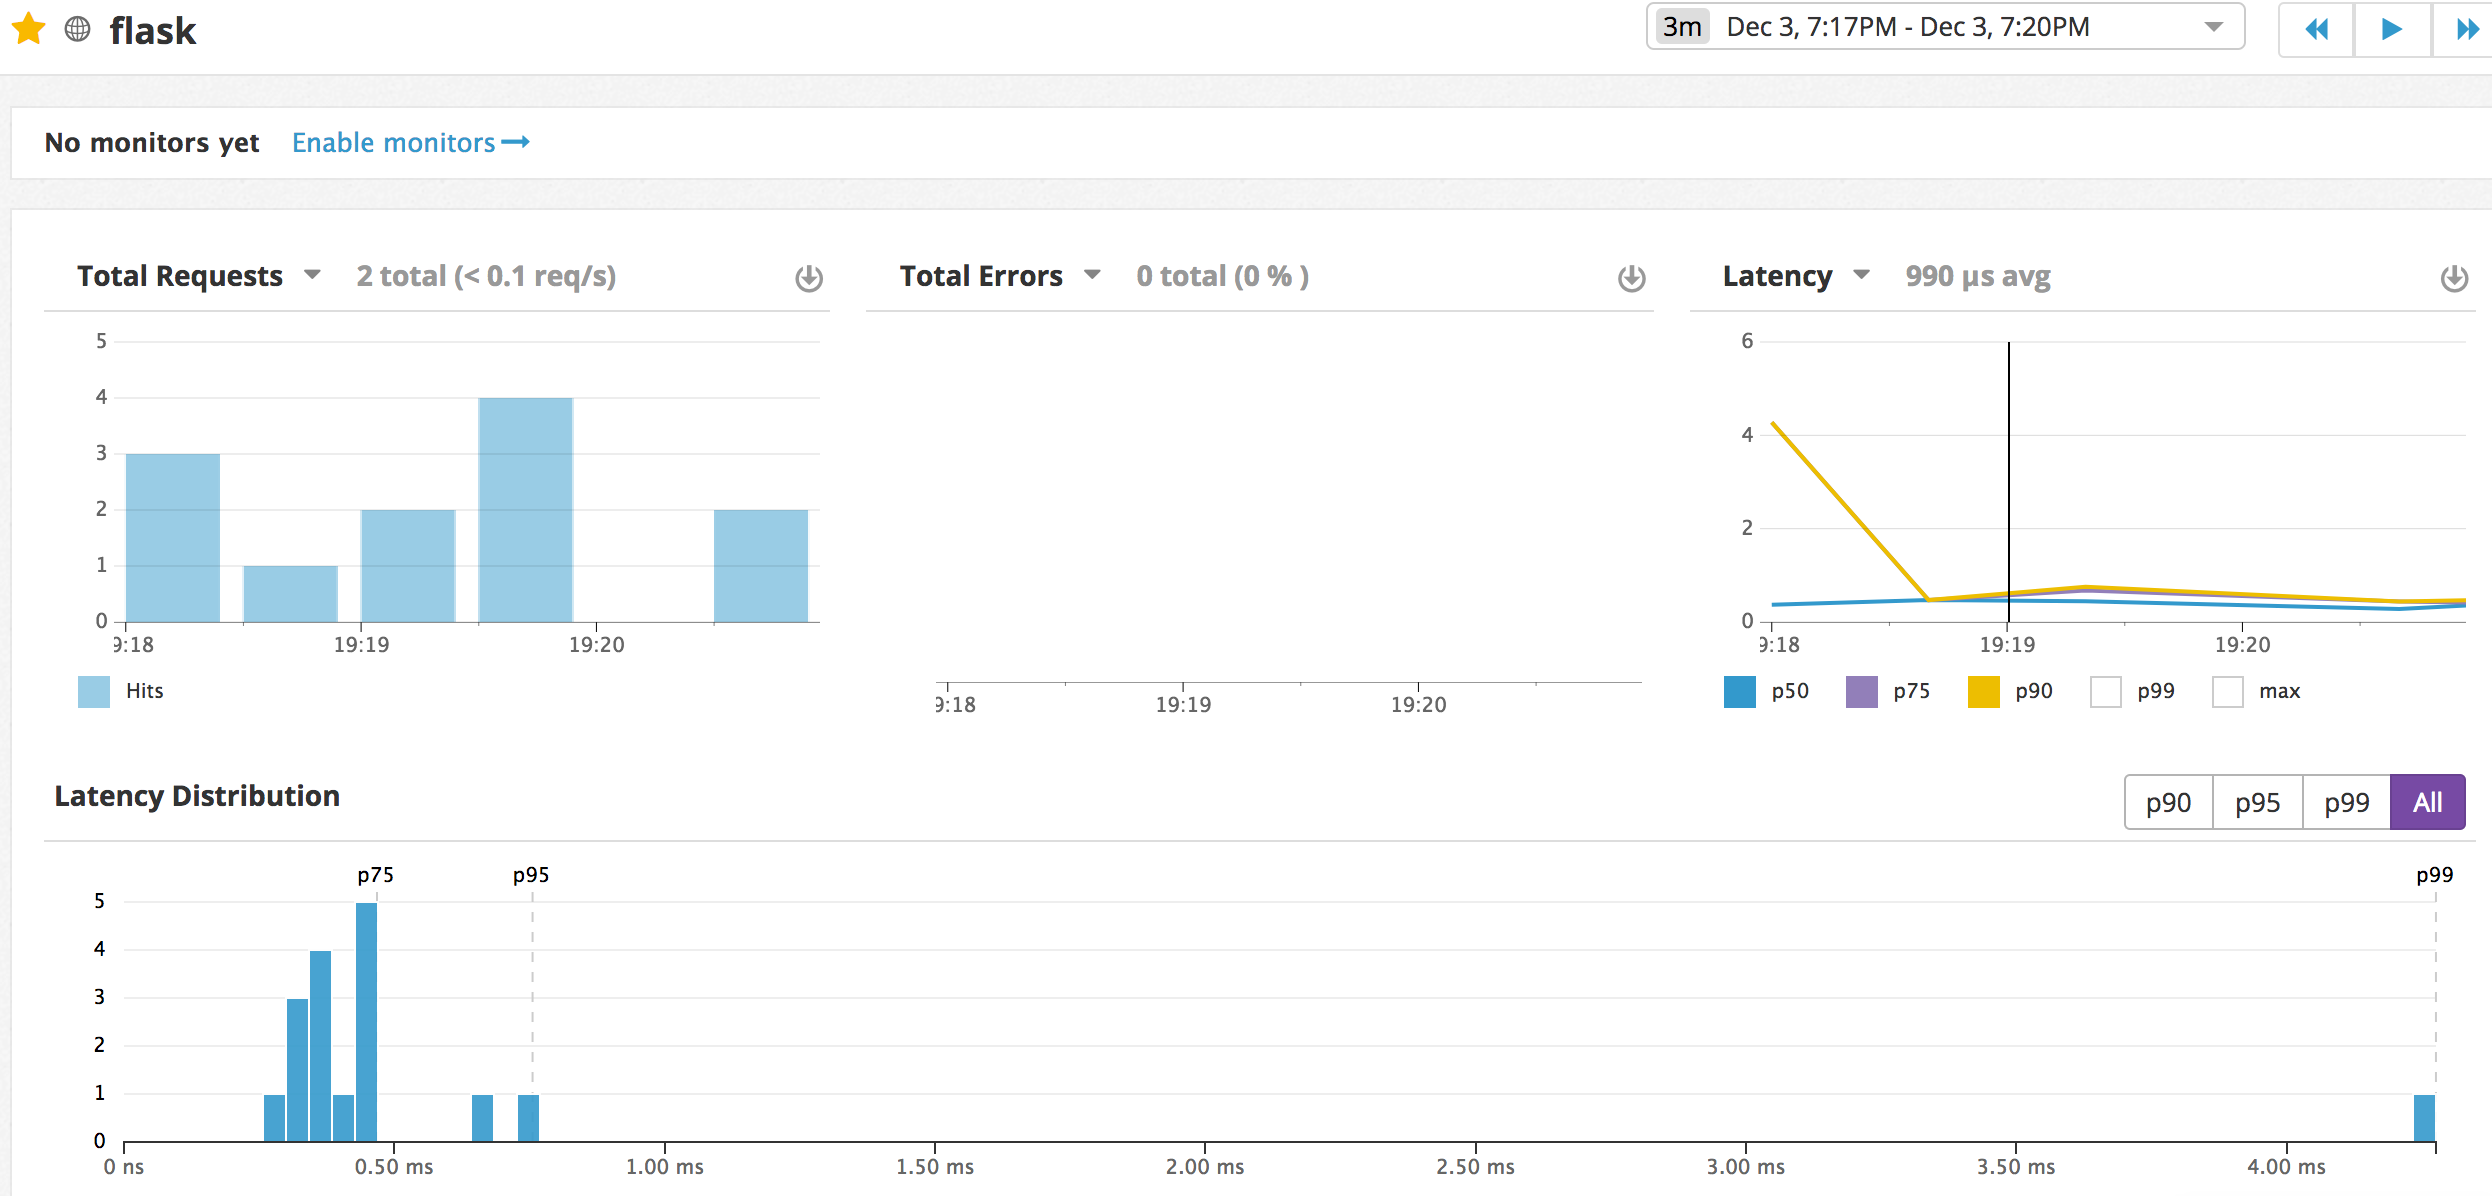 flask
3m Dec 3, 7:17PM - Dec 3, 7:20PM
No monitors yet Enable monitors→
Total Requests 2 total (< 0.1 req/s)
5
4
3
2
1
0
9:18 19:19 19:20
Hits
Total Errors 0 total (0 % )
9:18 19:19 19:20
Latency 990 µs avg
6
4
2
0
9:18 19:19 19:20
p50 p75 p90 p99 max
Latency Distribution
p90 p95 p99 All
p75 p95 p99
5
4
3
2
1
0
0 ns 0.50 ms 1.00 ms 1.50 ms 2.00 ms 2.50 ms 3.00 ms 3.50 ms 4.00 ms